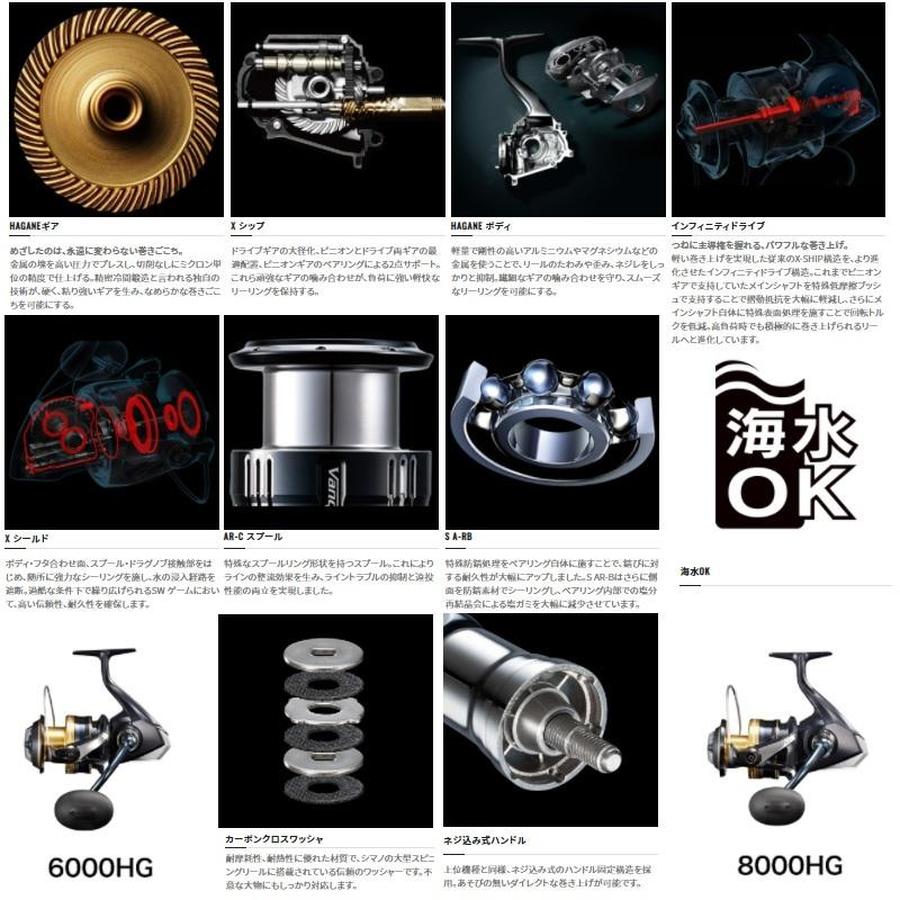 HAGANEギア
めざしたのは、永遠に変わらない巻きごこち。
金属の塊を高い圧力でプレスし、切削なしにミクロン単
位の精度で仕上げる。精密冷間鍛造と言われる独自の
技術が、硬く、粘り強いギアを生み、なめらかな巻きごこ
ちを可能にする。
X シップ
ドライブギアの大径化、ピニオンとドライブ両ギアの最
適配置、ピニオンギアのベアリングによる2点サポート。
これら頑強なギアの噛み合わせが、負荷に強い軽快な
リーリングを保持する。
HAGANE ボディ
軽量で剛性の高いアルミニウムやマグネシウムなどの
金属を使うことで、リールのたわみや歪み、ネジレをしっ
かりと抑制。繊細なギアの噛み合わせを守り、スムーズ
なリーリングを可能にする。
インフィニティドライブ
つねに主導権を握れる、パワフルな巻き上げ。
軽い巻き上げを実現した従来のX-SHIP構造を、より進
化させたインフィニティドライブ構造。これまでピニオン
ギアで支持していたメインシャフトを特殊低摩擦ブッシ
ュで支持することで摺動抵抗を大幅に軽減し、さらにメ
インシャフト自体に特殊表面処理を施すことで回転トル
クを低減。高負荷時でも積極的に巻き上げられるリー
ルへと進化しています。
X シールド
ボディ・フタ合わせ面、スプール・ドラグノブ接触部をは
じめ、随所に強力なシーリングを施し、水の浸入経路を
遮断。過酷な条件下で繰り広げられるSW ゲームにおい
て、高い信頼性、耐久性を確保します。
Vanq
AR-C スプール
特殊なスプールリング形状を持つスプール。これにより
ラインの整流効果を生み、ライントラブルの抑制と遠投
性能の両立を実現しました。
S A-RB
特殊防錆処理をベアリング自体に施すことで、錆びに対
する耐久性が大幅にアップしました。S AR-Bはさらに側
面を防錆素材でシーリングし、ベアリング内部での塩分
再結晶会による塩ガミを大幅に減少させています。
海水
OK
海水OK
6000HG
カーボンクロスワッシャ
耐摩耗性、耐熱性に優れた材質で、シマノの大型スピニ
ングリールに搭載されている信頼のワッシャーです。不
意な大物にもしっかり対応します。
ネジ込み式ハンドル
上位機種と同様、ネジ込み式のハンドル固定構造を採
用。あそびの無いダイレクトな巻き上げが可能です。
8000HG